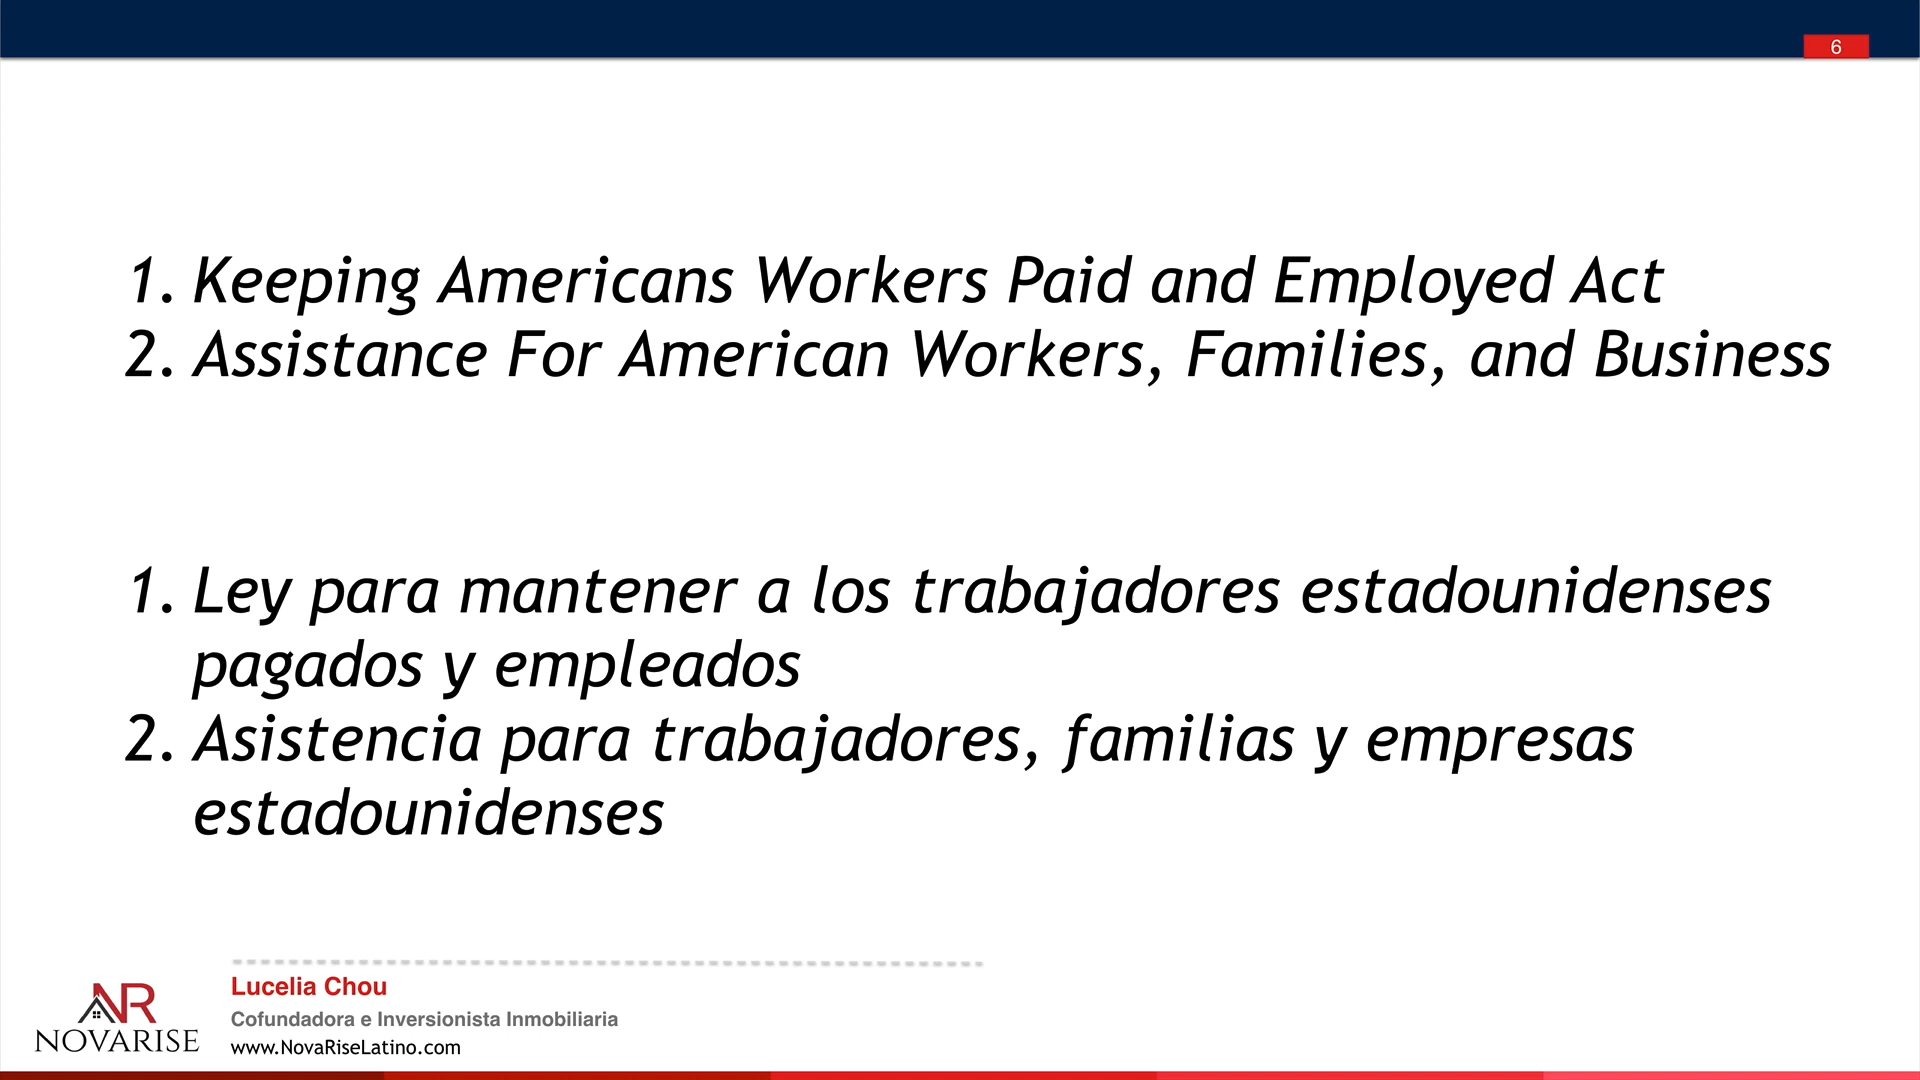 6
1. Keeping Americans Workers Paid and Employed Act
2. Assistance For American Workers, Families, and Business
1. Ley para mantener a los trabajadores estadounidenses
pagados y empleados
2. Asistencia para trabajadores, familias y empresas
estadounidenses
NR
NOVARISE
Lucelia Chou
Cofundadora e Inversionista Inmobiliaria
www.NovaRiseLatino.com